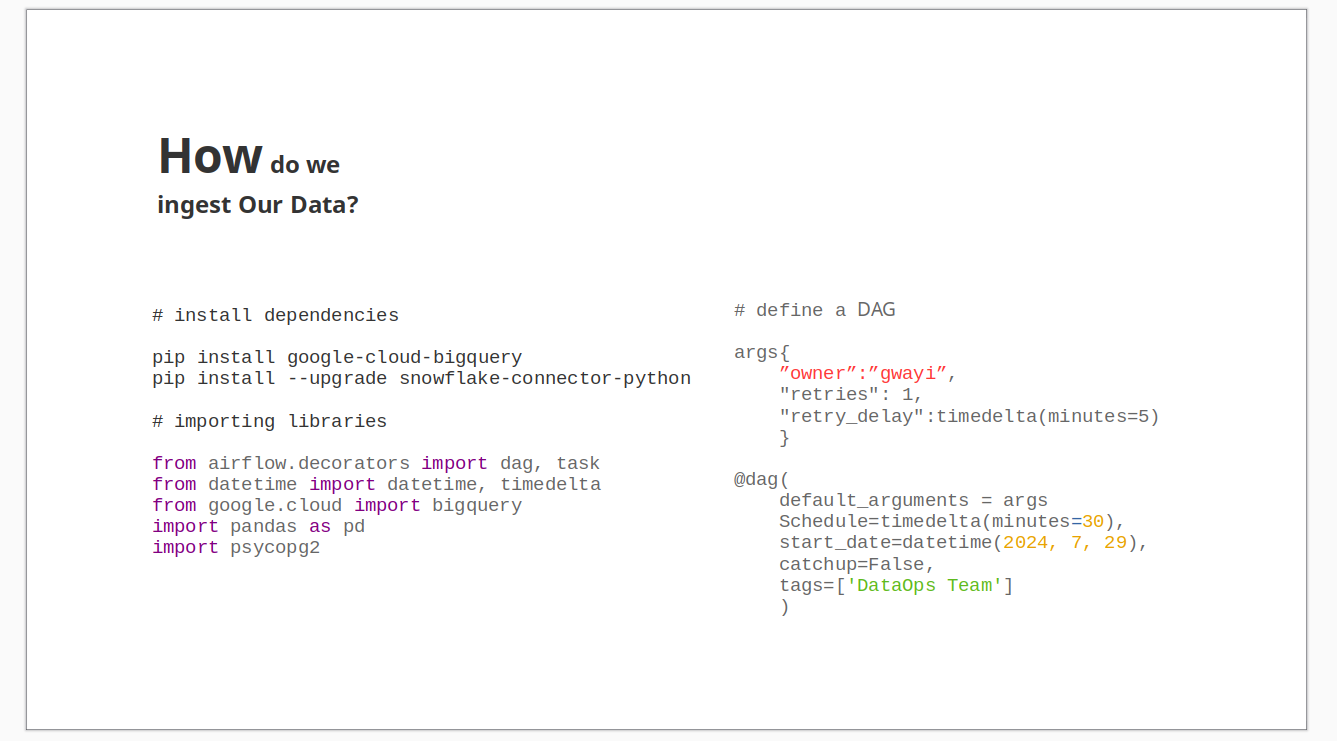 How do we
ingest Our Data?
# install dependencies
pip install google-cloud-bigquery
pip install --upgrade snowflake-connector-python
# importing libraries
from airflow.decorators import dag, task
from datetime import datetime, timedelta
from google.cloud import bigquery
import pandas as pd
import psycopg2
# define a DAG
args{
”owner”:”gwayi”,
"retries": 1,
"retry_delay":timedelta(minutes=5)
}
@dag(
default_arguments = args
Schedule=timedelta(minutes=30),
start_date=datetime(2024, 7, 29),
catchup=False,
tags=['DataOps Team']
)